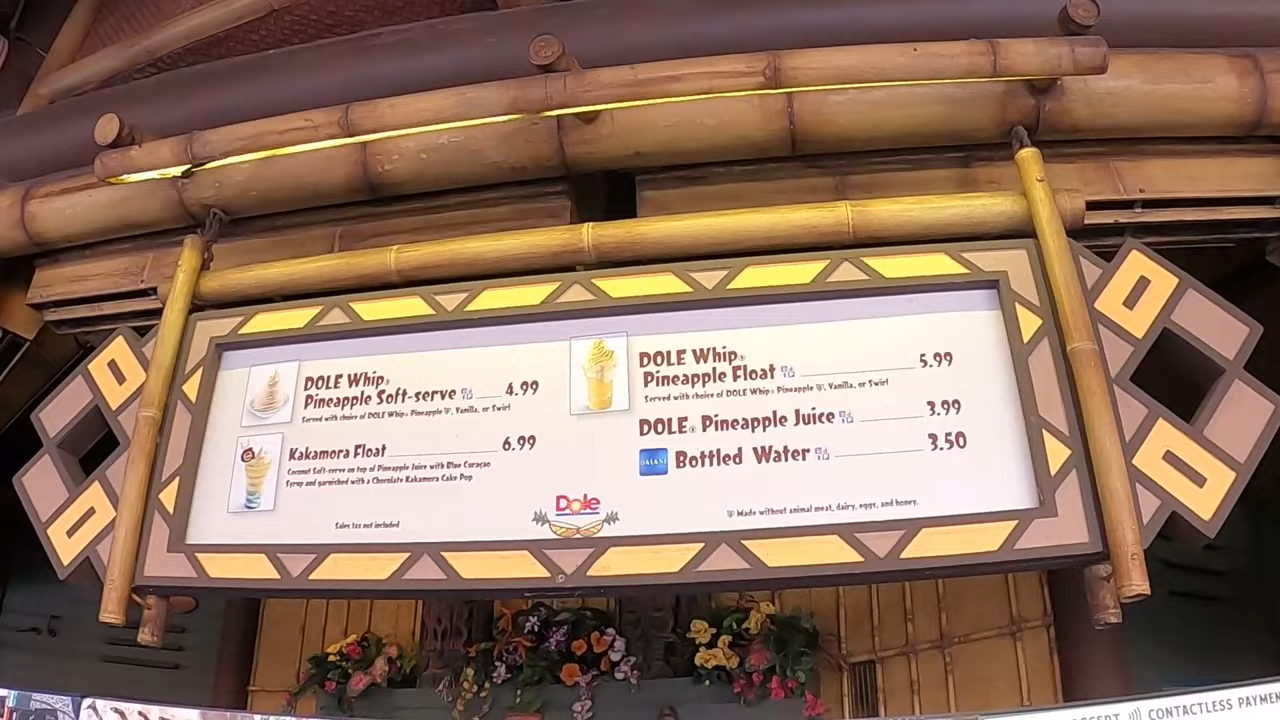 DOLE Whip®
Pineapple Soft-serve 4.99
Served with choice of DOLE Whip® Pineapple, Vanilla, or Swirl
Kakamora Float 6.99
Coconut Soft-serve on top of Pineapple Juice with Blue Curaçao
Syrup and garnished with a Chocolate Kakamora Cake Pop
Sales tax not included
DOLE Whip®
Pineapple Float 5.99
Served with choice of DOLE Whip® Pineapple, Vanilla, or Swirl
DOLE® Pineapple Juice 3.99
DASANI Bottled Water 3.50
Dole
Made without animal meat, dairy, eggs, and honey.
CONTACTLESS PAYMEN